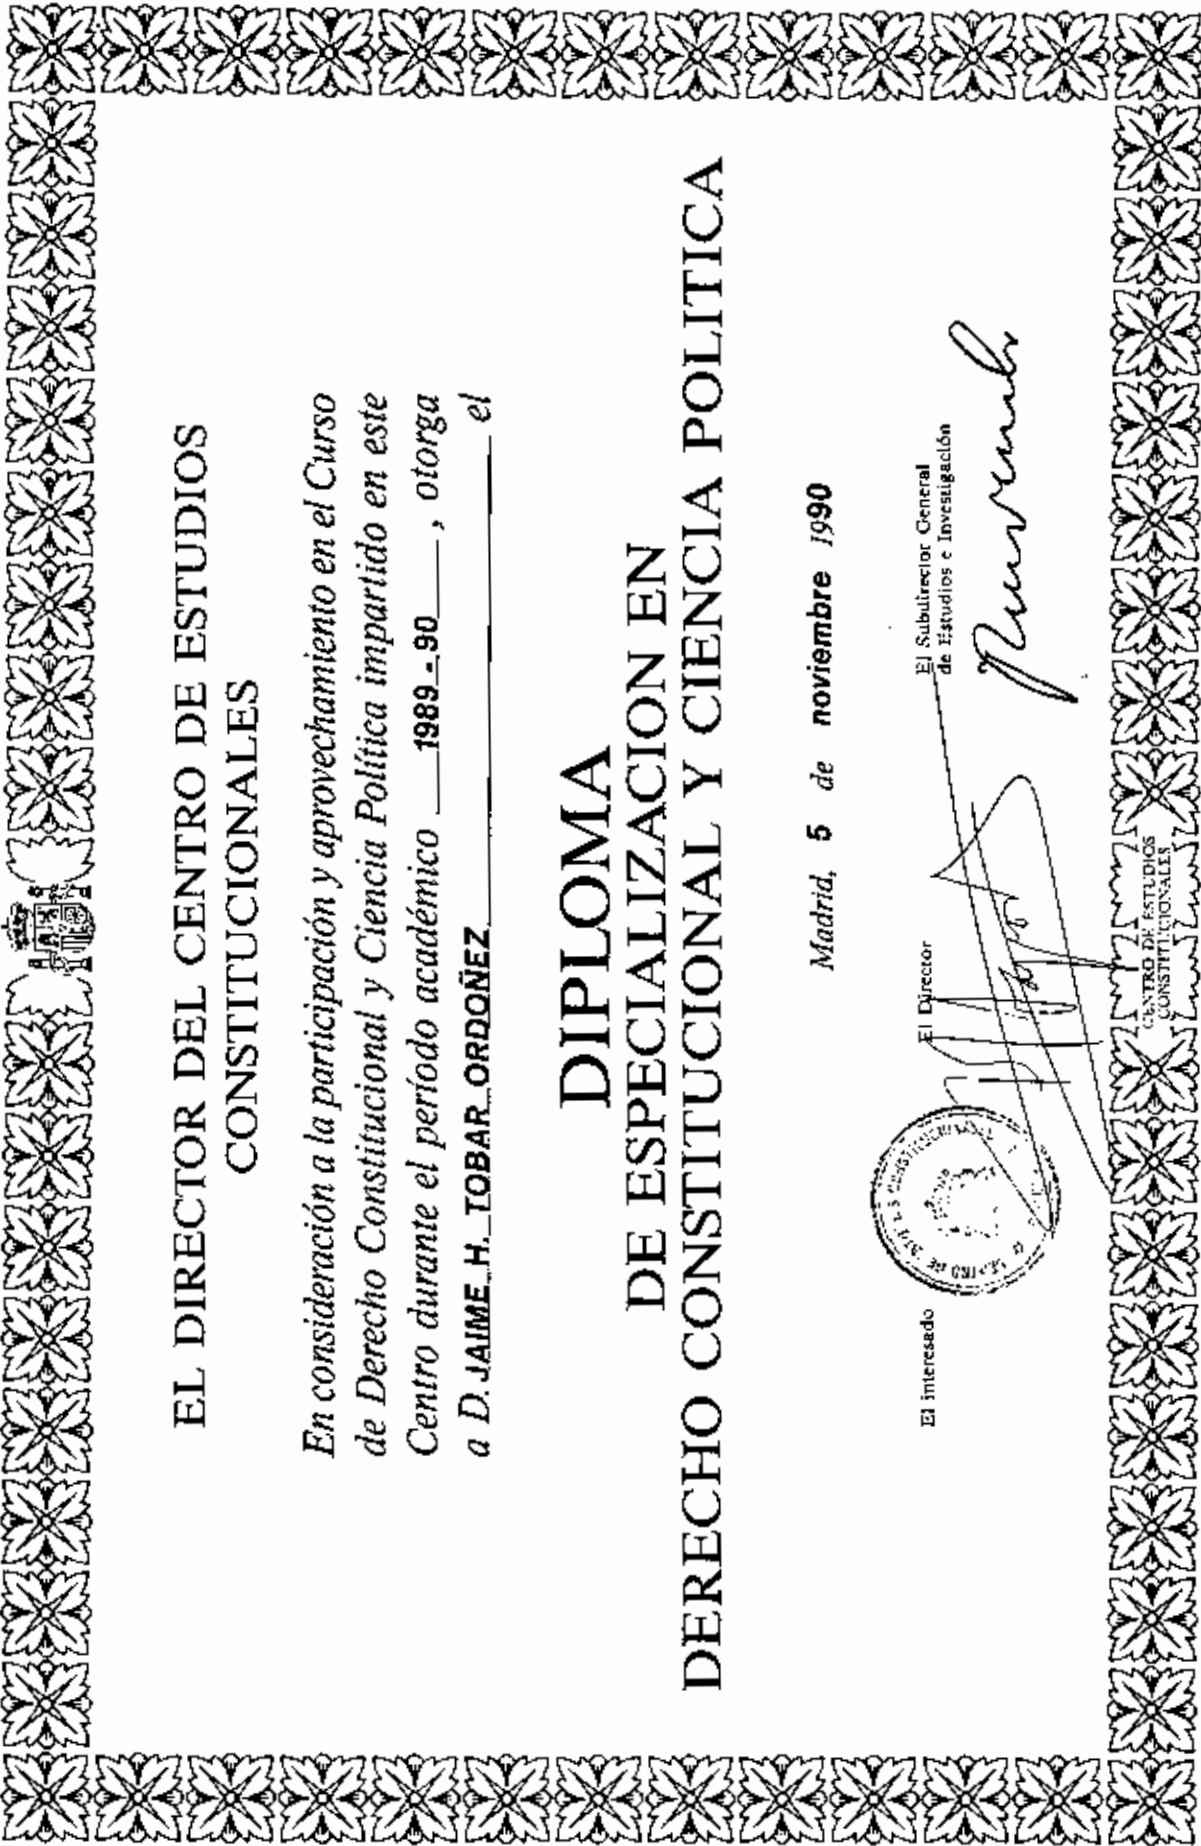 EL DIRECTOR DEL CENTRO DE ESTUDIOS
CONSTITUCIONALES
En consideración a la participación y aprovechamiento en el Curso
de Derecho Constitucional y Ciencia Política impartido en este
Centro durante el período académico 1989-90, otorga
a D. JAIME H. TOBAR ORDOÑEZ el
DIPLOMA
DE ESPECIALIZACION EN
DERECHO CONSTITUCIONAL Y CIENCIA POLITICA
Madrid, 5 de noviembre 1990
El interesado
El Director
El Subdirector General
de Estudios e Investigación
CENTRO DE ESTUDIOS
CONSTITUCIONALES